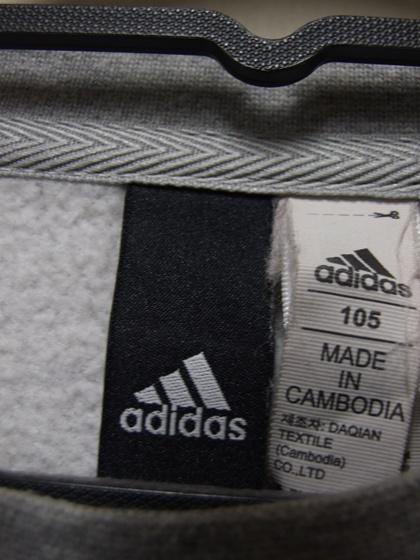 adidas
adidas
105
MADE
IN
CAMBODIA
제조자: DAQIAN
TEXTILE
(Cambodia)
CO.,LTD